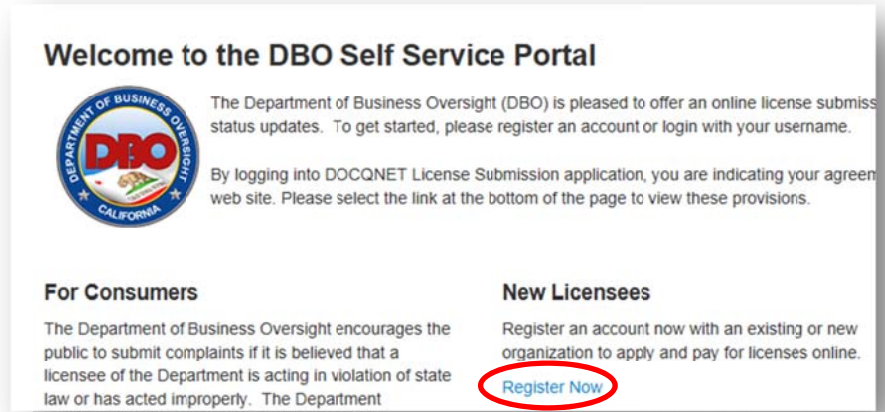 Welcome to the DBO Self Service Portal
DEPARTMENT OF BUSINESS OVERSIGHT
DBO
CALIFORNIA
The Department of Business Oversight (DBO) is pleased to offer an online license
status updates. To get started, please register an account or login with your username.
By logging into DOCQNET License Submission application, you are indicating your
web site. Please select the link at the bottom of the page to view these provisions.
For Consumers
The Department of Business Oversight encourages the
public to submit complaints if it is believed that a
licensee of the Department is acting in violation of state
law or has acted improperly. The Department
New Licensees
Register an account now with an existing or new
organization to apply and pay for licenses online.
Register Now